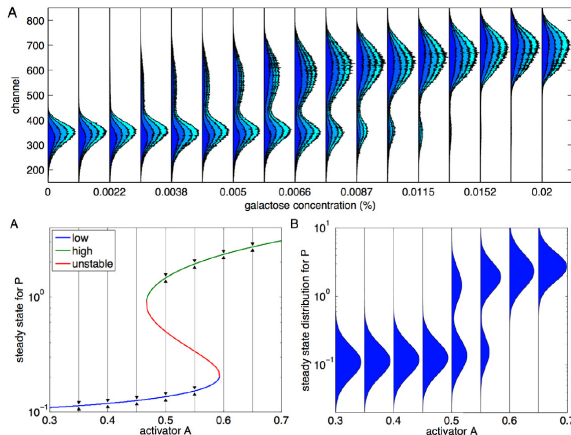 A
800
700
600
500
400
300
200
channel
0 0.0022 0.0038 0.005 0.0066 0.0087 0.0115 0.0152 0.02
galactose concentration (%)
A
low
high
unstable
steady state for P
10^0
10^-1
0.3 0.4 0.5 0.6 0.7
activator A
B
steady state distribution for P
10^1
10^0
10^-1
0.3 0.4 0.5 0.6 0.7
activator A